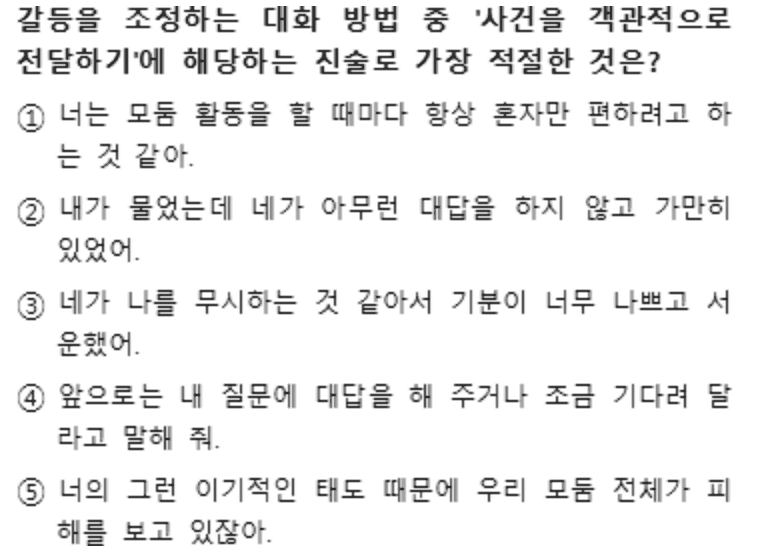 갈등을 조정하는 대화 방법 중 '사건을 객관적으로
전달하기'에 해당하는 진술로 가장 적절한 것은?
① 너는 모둠 활동을 할 때마다 항상 혼자만 편하려고 하
는 것 같아.
② 내가 물었는데 네가 아무런 대답을 하지 않고 가만히
있었어.
③ 네가 나를 무시하는 것 같아서 기분이 너무 나쁘고 서
운했어.
④ 앞으로는 내 질문에 대답을 해 주거나 조금 기다려 달
라고 말해 줘.
⑤ 너의 그런 이기적인 태도 때문에 우리 모둠 전체가 피
해를 보고 있잖아.